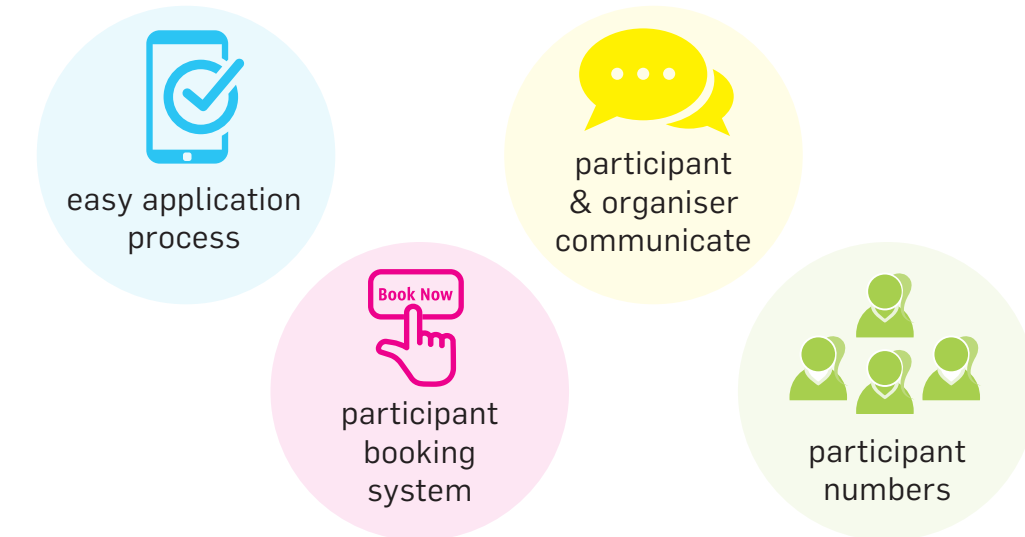 easy application
process
Book Now
participant
booking
system
participant
& organiser
communicate
participant
numbers